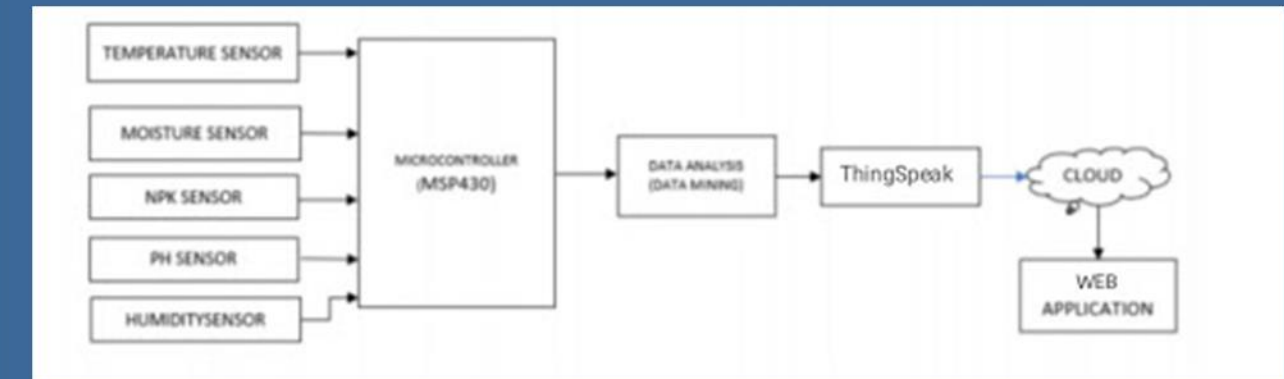 TEMPERATURE SENSOR
MOISTURE SENSOR
NPK SENSOR
PH SENSOR
HUMIDITYSENSOR
MICROCONTROLLER
(MSP430)
DATA ANALYSIS
(DATA MINING)
ThingSpeak
CLOUD
WEB
APPLICATION